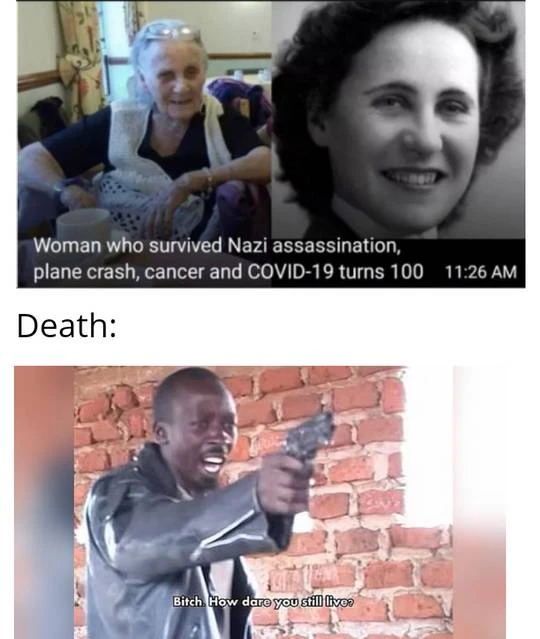 Woman who survived Nazi assassination,
plane crash, cancer and COVID-19 turns 100 11:26 AM
Death:
Bitch. How dare you still live?